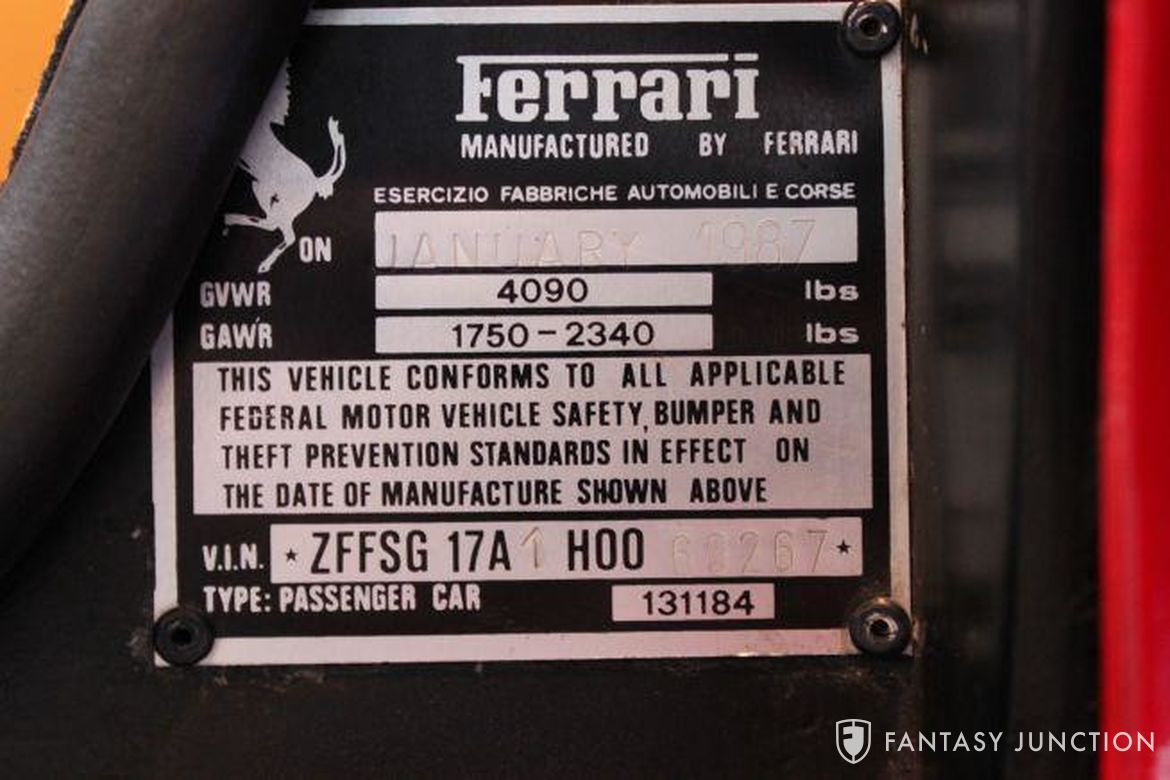 Ferrari
MANUFACTURED BY FERRARI
ESERCIZIO FABBRICHE AUTOMOBILI E CORSE
ON JANUARY 1987
GVWR 4090 lbs
GAWR 1750-2340 lbs
THIS VEHICLE CONFORMS TO ALL APPLICABLE
FEDERAL MOTOR VEHICLE SAFETY, BUMPER AND
THEFT PREVENTION STANDARDS IN EFFECT ON
THE DATE OF MANUFACTURE SHOWN ABOVE
V.I.N. ★ ZFFSG 17A 1 H00 ★
TYPE: PASSENGER CAR 131184
FANTASY JUNCTION